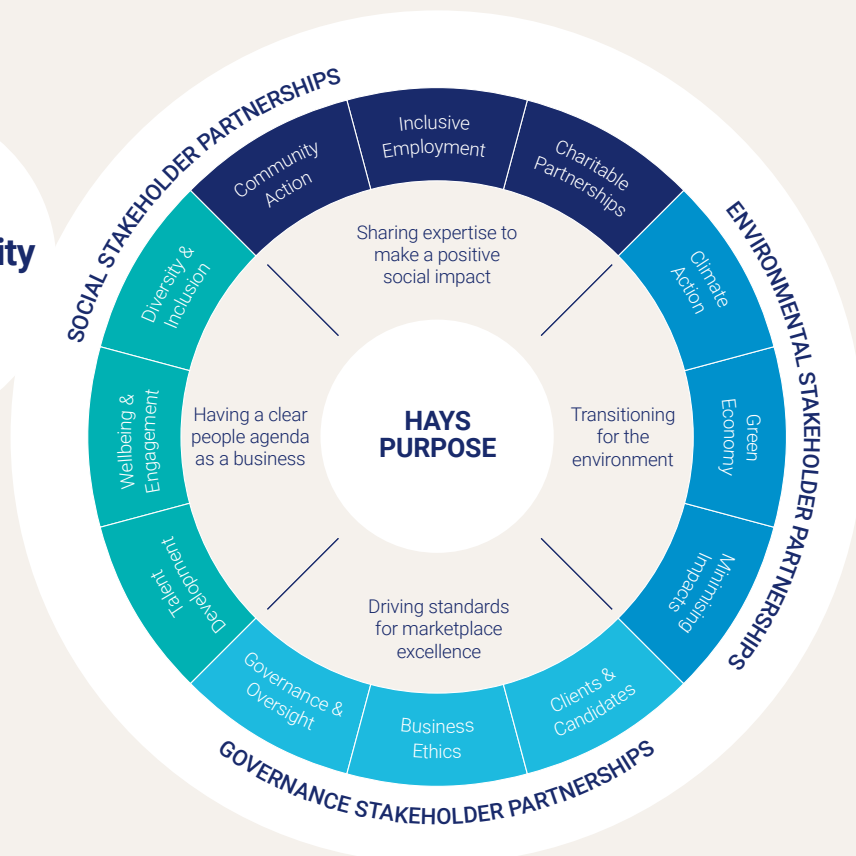 SOCIAL STAKEHOLDER PARTNERSHIPS
ENVIRONMENTAL STAKEHOLDER PARTNERSHIPS
GOVERNANCE STAKEHOLDER PARTNERSHIPS
ity
Community
Action
Inclusive
Employment
Charitable
Partnerships
Climate
Action
Green
Economy
Minimising
Impacts
Clients &
Candidates
Business
Ethics
Governance &
Oversight
Talent
Development
Wellbeing &
Engagement
Diversity &
Inclusion
Sharing expertise to
make a positive
social impact
Transitioning
for the
environment
Driving standards
for marketplace
excellence
Having a clear
people agenda
as a business
HAYS
PURPOSE